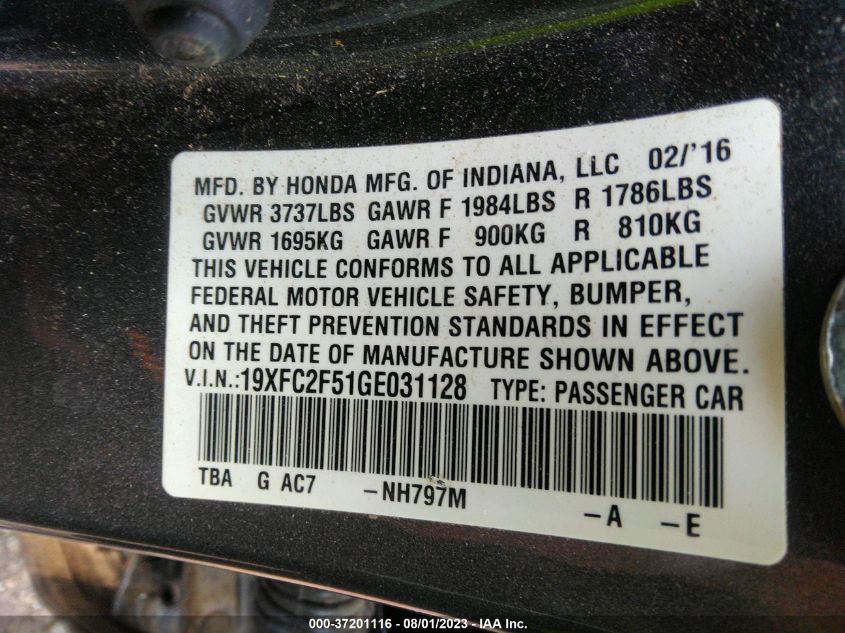 MFD. BY HONDA MFG. OF INDIANA, LLC 02/'16
GVWR 3737LBS GAWR F 1984LBS R 1786LBS
GVWR 1695KG GAWR F 900KG R 810KG
THIS VEHICLE CONFORMS TO ALL APPLICABLE
FEDERAL MOTOR VEHICLE SAFETY, BUMPER,
AND THEFT PREVENTION STANDARDS IN EFFECT
ON THE DATE OF MANUFACTURE SHOWN ABOVE.
V.I.N.:19XFC2F51GE031128 TYPE: PASSENGER CAR
TBA G AC7 -NH797M -A -E
000-37201116 - 08/01/2023 - IAA Inc.